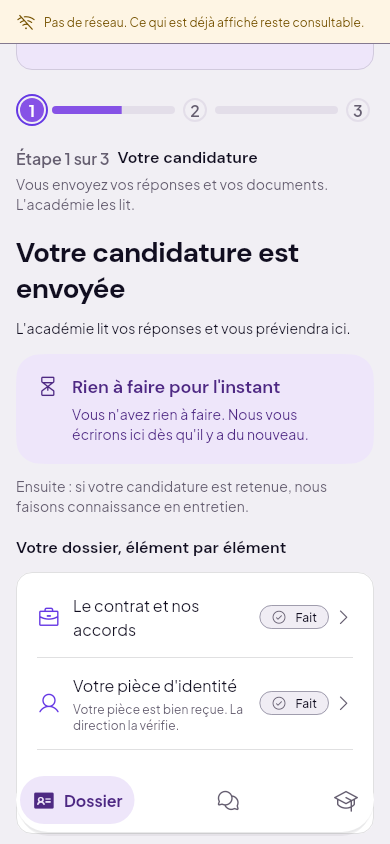 Pas de réseau. Ce qui est déjà affiché reste consultable.
1
2
3
Étape 1 sur 3 Votre candidature
Vous envoyez vos réponses et vos documents.
L'académie les lit.
Votre candidature est
envoyée
L'académie lit vos réponses et vous préviendra ici.
Rien à faire pour l'instant
Vous n'avez rien à faire. Nous vous
écrirons ici dès qu'il y a du nouveau.
Ensuite : si votre candidature est retenue, nous
faisons connaissance en entretien.
Votre dossier, élément par élément
Le contrat et nos
accords
Fait
Votre pièce d'identité
Votre pièce est bien reçue. La
direction la vérifie.
Fait
Dossier